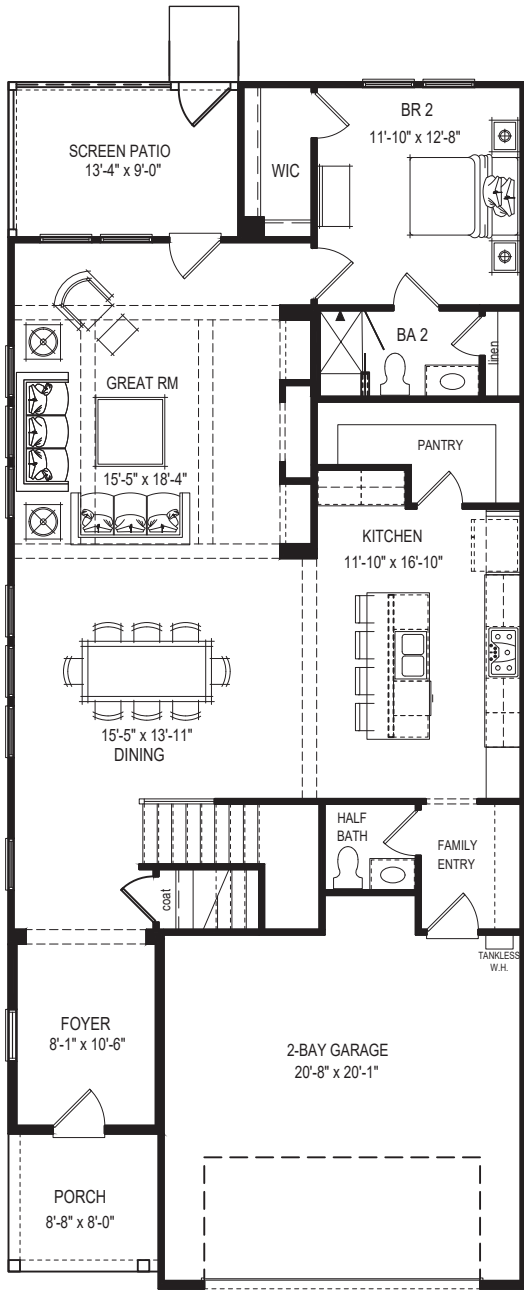 BR 2
11'-10" x 12'-8"
SCREEN PATIO
13'-4" x 9'-0"
WIC
BA 2
linen
GREAT RM
15'-5" x 18'-4"
PANTRY
KITCHEN
11'-10" x 16'-10"
15'-5" x 13'-11"
DINING
HALF
BATH
FAMILY
ENTRY
coat
TANKLESS
W.H.
FOYER
8'-1" x 10'-6"
2-BAY GARAGE
20'-8" x 20'-1"
PORCH
8'-8" x 8'-0"